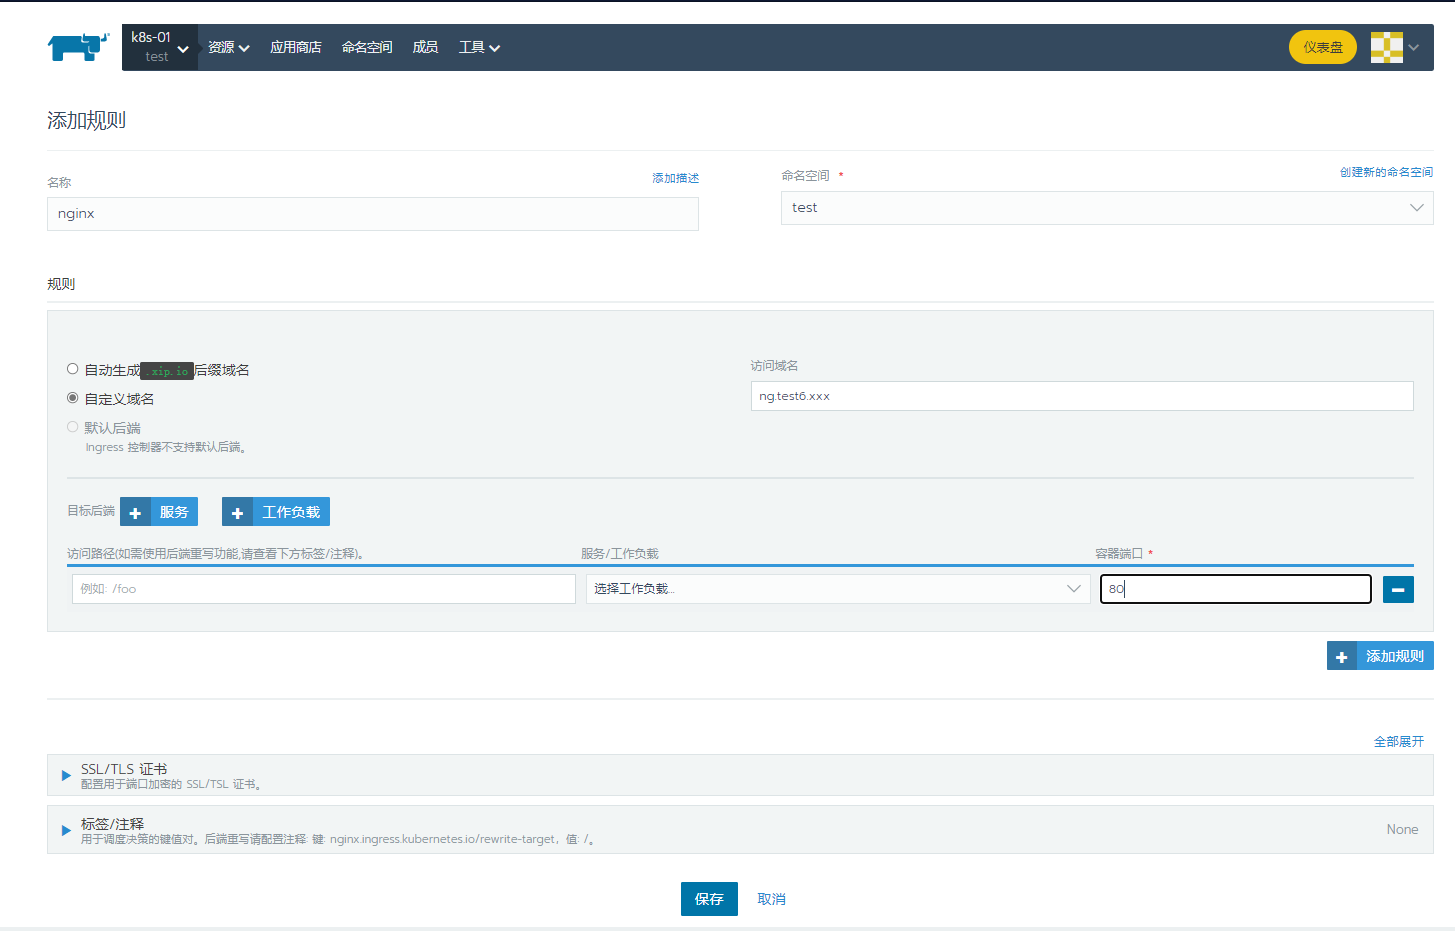 k8s-01
test
资源
应用商店
命名空间
成员
工具
仪表盘
添加规则
名称
添加描述
命名空间 *
创建新的命名空间
nginx
test
规则
自动生成 .xip.io 后缀域名
自定义域名
默认后端
Ingress 控制器不支持默认后端。
访问域名
ng.test6.xxx
目标后端
+ 服务
+ 工作负载
访问路径(如需使用后端重写功能,请查看下方标签/注释)。
服务/工作负载
容器端口 *
例如: /foo
选择工作负载...
80
+ 添加规则
全部展开
SSL/TLS 证书
配置用于端口加密的 SSL/TSL 证书。
标签/注释
用于调度决策的键值对。后端重写请配置注释: 键: nginx.ingress.kubernetes.io/rewrite-target，值: /。
None
保存
取消